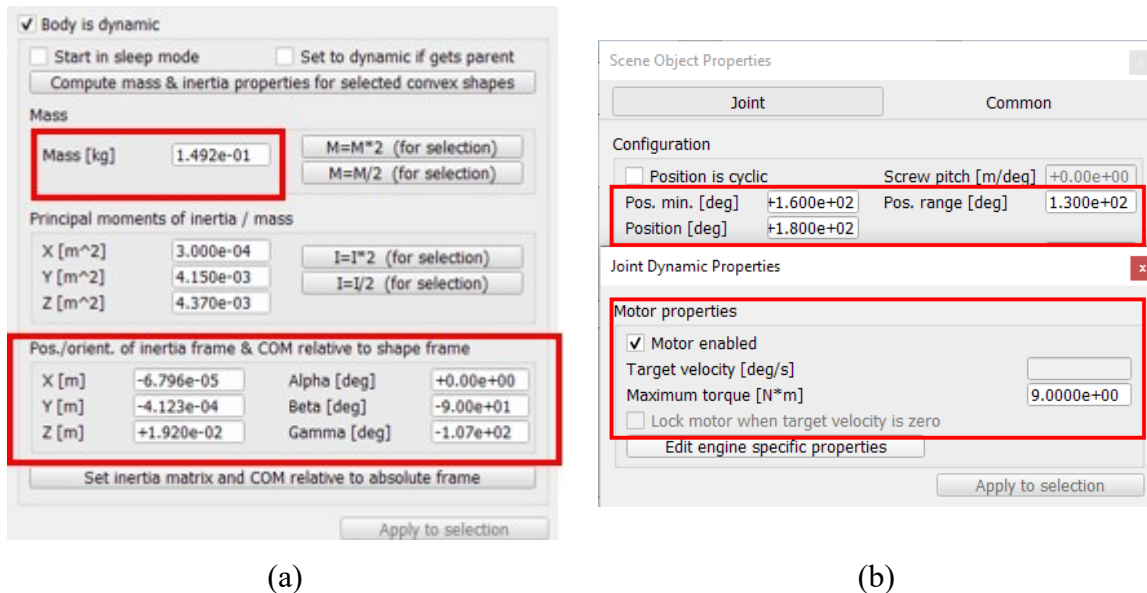 Body is dynamic
Start in sleep mode Set to dynamic if gets parent
Compute mass & inertia properties for selected convex shapes
Mass
Mass [kg] 1.492e-01 M=M*2 (for selection)
M=M/2 (for selection)
Principal moments of inertia / mass
X [m^2] 3.000e-04 I=I*2 (for selection)
Y [m^2] 4.150e-03 I=I/2 (for selection)
Z [m^2] 4.370e-03
Pos./orient. of inertia frame & COM relative to shape frame
X [m] -6.796e-05 Alpha [deg] +0.00e+00
Y [m] -4.123e-04 Beta [deg] -9.00e+01
Z [m] +1.920e-02 Gamma [deg] -1.07e+02
Set inertia matrix and COM relative to absolute frame
Apply to selection
(a)
Scene Object Properties x
Joint Common
Configuration
Position is cyclic Screw pitch [m/deg] +0.00e+00
Pos. min. [deg] +1.600e+02 Pos. range [deg] 1.300e+02
Position [deg] +1.800e+02
Joint Dynamic Properties x
Motor properties
Motor enabled
Target velocity [deg/s]
Maximum torque [N*m] 9.0000e+00
Lock motor when target velocity is zero
Edit engine specific properties
Apply to selection
(b)